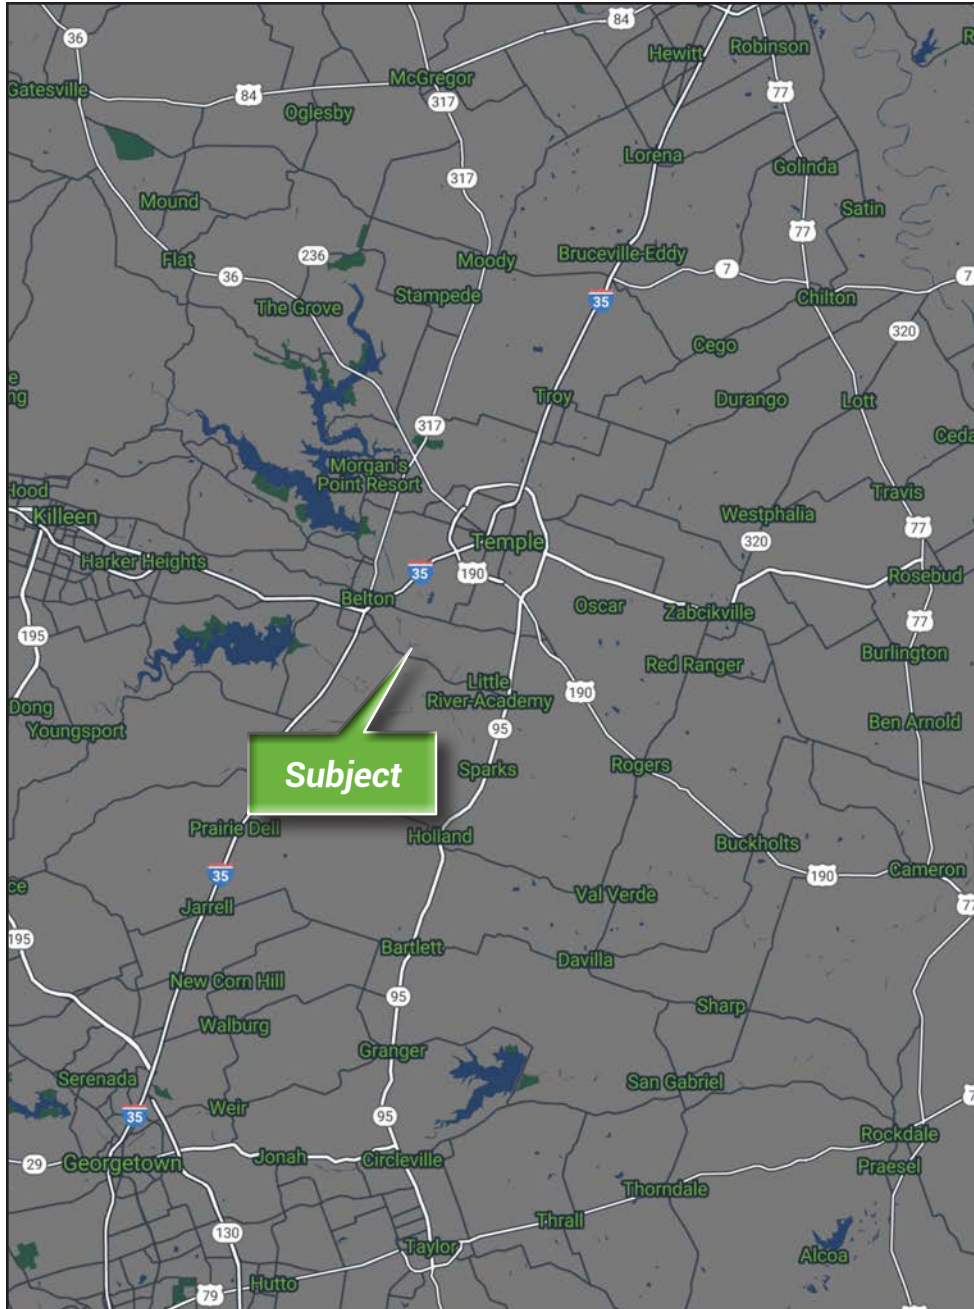 84
36
Hewitt
Robinson
Gatesville
McGregor
84
317
77
Oglesby
Lorena
Golinda
317
Mound
Satin
77
Bruceville-Eddy
Flat
236
Moody
36
7
7
Stampede
35
Chilton
The Grove
320
Cego
Troy
Durango
Lott
317
Morgan's
Point Resort
Travis
Killeen
Westphalia
77
Temple
320
Harker Heights
35
190
Rosebud
Belton
Oscar
Zabcikville
195
77
Burlington
Red Ranger
Little
River-Academy
190
Dong
Youngsport
Ben Arnold
95
Subject
Sparks
Rogers
Prairie Dell
Holland
Buckholts
35
190
Cameron
Val Verde
77
Jarrell
195
Bartlett
Davilla
New Corn Hill
95
Sharp
Walburg
Granger
Serenada
San Gabriel
Weir
35
95
Rockdale
29
Georgetown
Jonah
Circleville
Praesel
Thorndale
130
Thrall
Taylor
Alcoa
Hutto
79